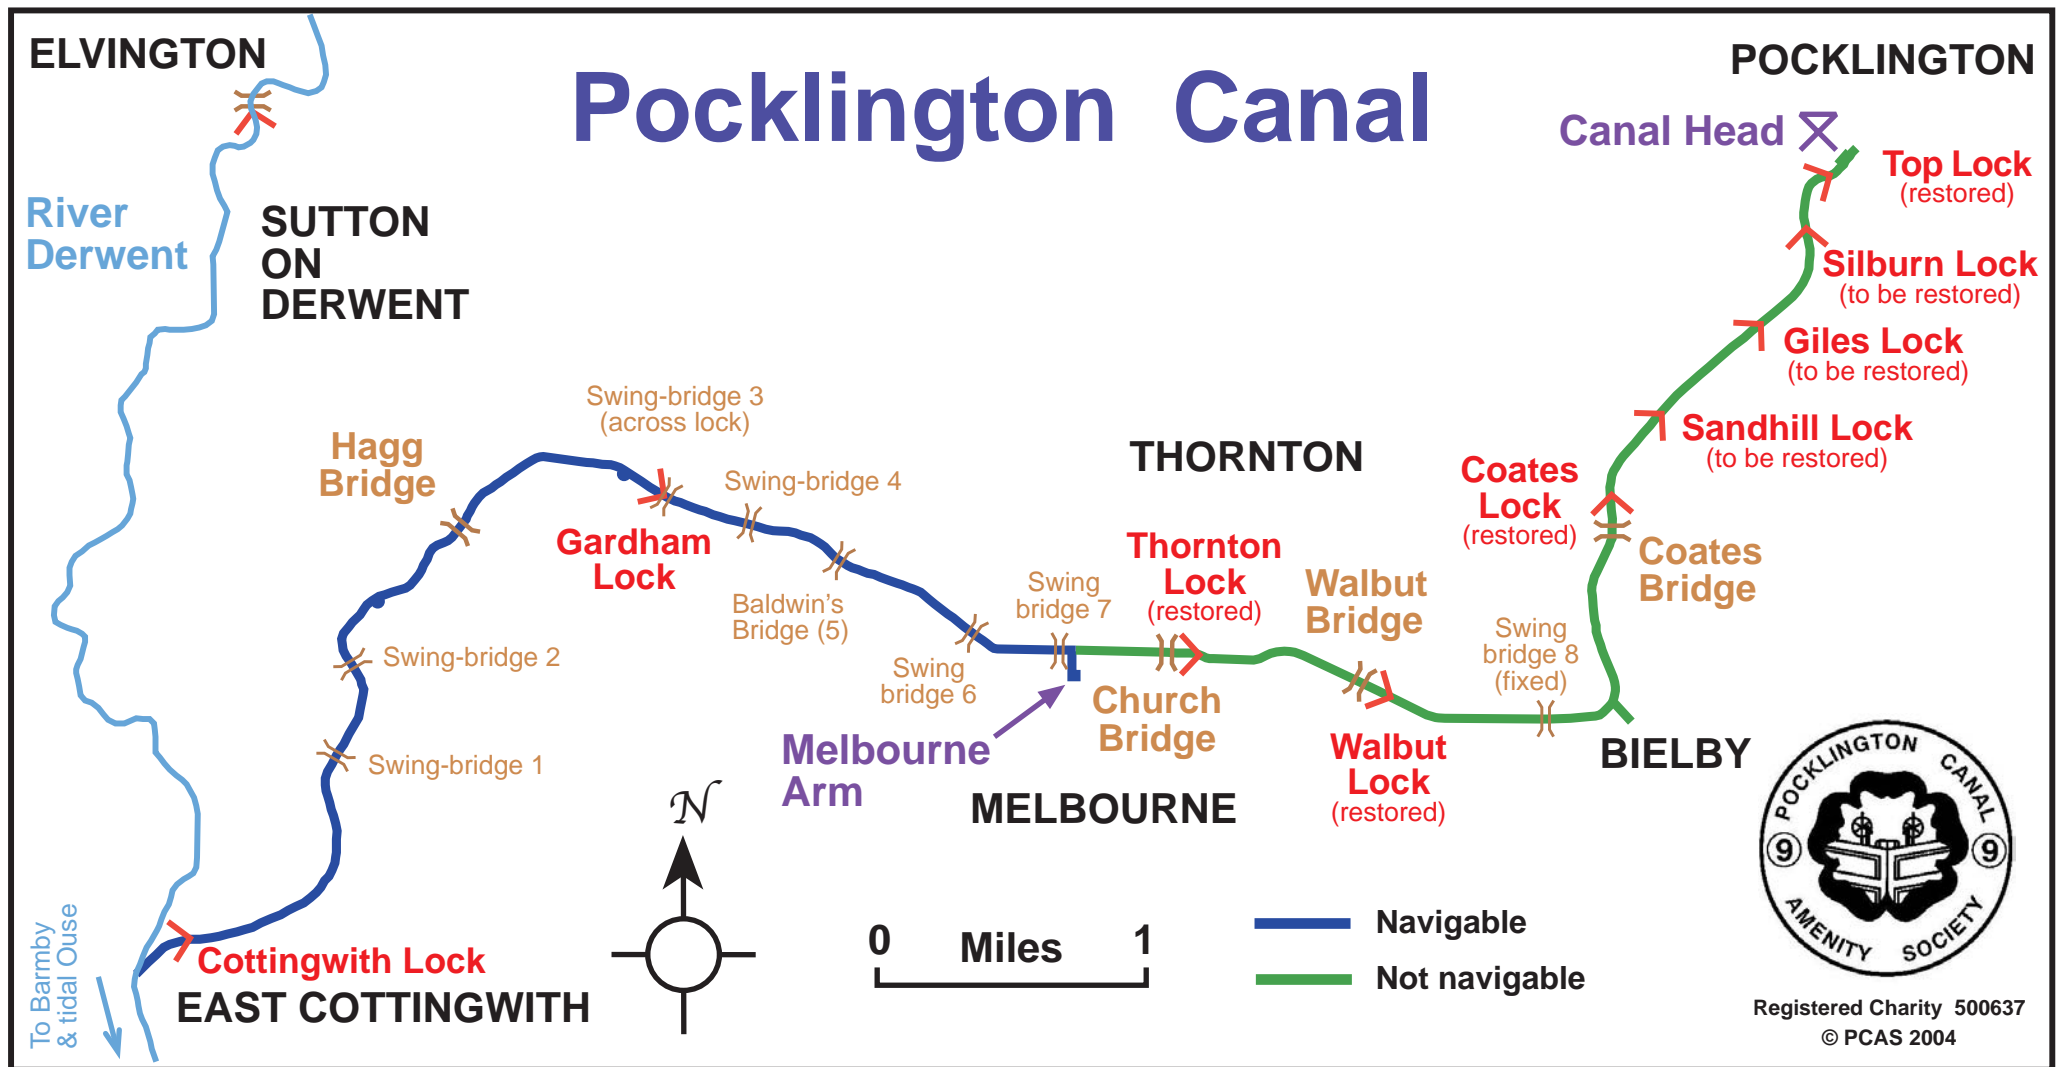 Pocklington Canal
ELVINGTON
River
Derwent
SUTTON
ON
DERWENT
POCKLINGTON
Canal Head
Top Lock
(restored)
Silburn Lock
(to be restored)
Giles Lock
(to be restored)
Sandhill Lock
(to be restored)
Coates
Lock
(restored)
Coates
Bridge
Swing-bridge 3
(across lock)
Hagg
Bridge
Swing-bridge 4
Gardham
Lock
THORNTON
Thornton
Lock
(restored)
Walbut
Bridge
Swing
bridge 7
Baldwin's
Bridge (5)
Swing
bridge 8
(fixed)
Swing-bridge 2
Swing
bridge 6
Church
Bridge
Swing-bridge 1
Melbourne
Arm
Walbut
Lock
(restored)
BIELBY
MELBOURNE
N
To Barmby
& tidal Ouse
Cottingwith Lock
EAST COTTINGWITH
0 Miles 1
Navigable
Not navigable
POCKLINGTON CANAL
9 9
AMENITY SOCIETY
Registered Charity 500637
© PCAS 2004